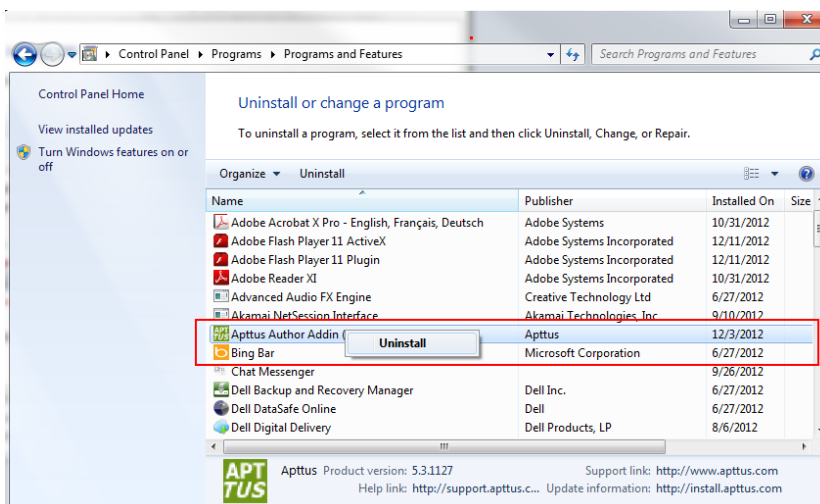 Control Panel Programs Programs and Features Search Programs and Features
Control Panel Home
View installed updates
Turn Windows features on or
off
Uninstall or change a program
To uninstall a program, select it from the list and then click Uninstall, Change, or Repair.
Organize Uninstall
Name Publisher Installed On Size
Adobe Acrobat X Pro - English, Français, Deutsch Adobe Systems 10/31/2012
Adobe Flash Player 11 ActiveX Adobe Systems Incorporated 12/11/2012
Adobe Flash Player 11 Plugin Adobe Systems Incorporated 12/11/2012
Adobe Reader XI Adobe Systems Incorporated 10/31/2012
Advanced Audio FX Engine Creative Technology Ltd 6/27/2012
Akamai NetSession Interface Akamai Technologies, Inc 9/10/2012
APT TUS Apttus Author Addin ( Apttus 12/3/2012
Uninstall
Bing Bar Microsoft Corporation 6/27/2012
Chat Messenger 9/26/2012
Dell Backup and Recovery Manager Dell Inc. 6/27/2012
Dell DataSafe Online Dell 6/27/2012
Dell Digital Delivery Dell Products, LP 8/6/2012
APT
TUS
Apttus Product version: 5.3.1127 Support link: http://www.apttus.com
Help link: http://support.apttus.c... Update information: http://install.apttus.com